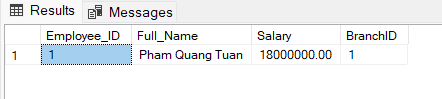 Results Messages
Employee_ID Full_Name Salary BranchID
1 1 Pham Quang Tuan 18000000.00 1